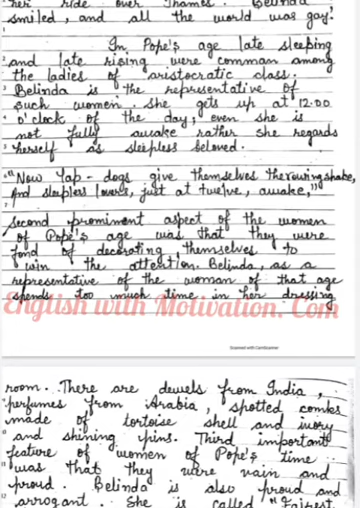 her ride over Thames. Belinda
smiled, and all the world was gay!
In Pope's age late sleeping
and late rising were comman among
the ladies of aristocratic class.
Belinda is the representative of
such women. She gets up at 12:00
o'clock of the day, even she is
not fully awake rather she regards
herself as sleepless beloved.
"Now Lap-dogs give themselves the rouring shake,
And sleepless lovers, just at twelve, awake,"
second prominent aspect of the women
of Pope's age was that they were
fond of decorating themselves to
win the attention. Belinda, as a
representative of the woman of that age
spends too much time in her dressing
English with Motivation. Com
Scanned with CamScanner
room. There are dewels from India,
perfumes from Arabia, spotted combs
made of tortoise shell and ivory
and shining pins. Third important
feature of women of Pope's time
was that they were vain and
proud. Belinda is also proud and
arrogant. She is called "Fairest